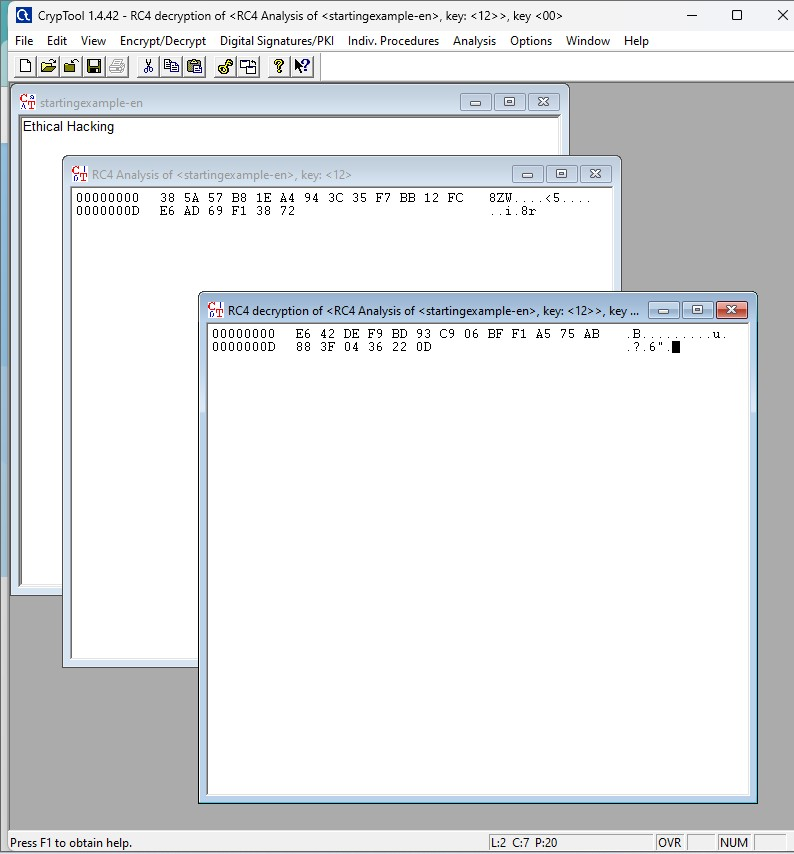 CrypTool 1.4.42 - RC4 decryption of <RC4 Analysis of <startingexample-en>, key: <12>>, key <00>
File Edit View Encrypt/Decrypt Digital Signatures/PKI Indiv. Procedures Analysis Options Window Help
startingexample-en
Ethical Hacking
RC4 Analysis of <startingexample-en>, key: <12>
00000000 38 5A 57 B8 1E A4 94 3C 35 F7 BB 12 FC 8ZW....<5....
0000000D E6 AD 69 F1 38 72 ..i.8r
RC4 decryption of <RC4 Analysis of <startingexample-en>, key: <12>>, key ...
00000000 E6 42 DE F9 BD 93 C9 06 BF F1 A5 75 AB .B.........u.
0000000D 88 3F 04 36 22 0D .?.6".
Press F1 to obtain help. L:2 C:7 P:20 OVR NUM